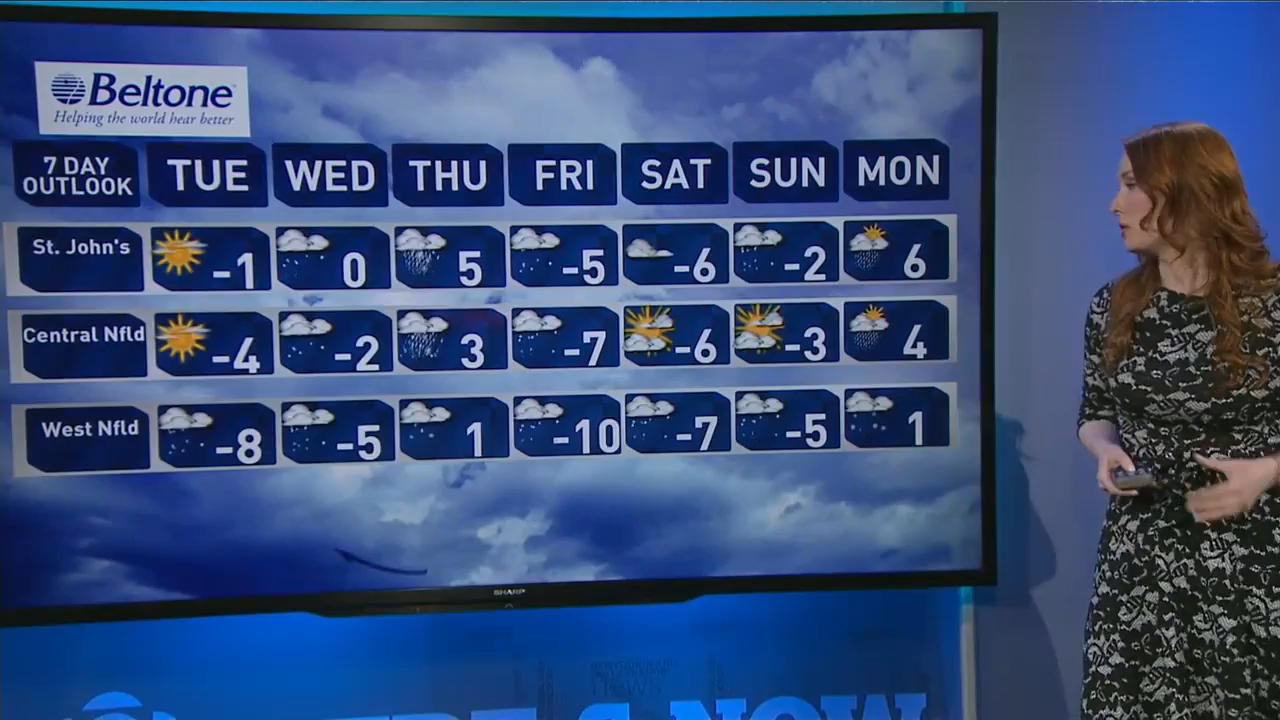 Beltone
Helping the world hear better
7 DAY
OUTLOOK
TUE WED THU FRI SAT SUN MON
St. John's -1 0 5 -5 -6 -2 6
Central Nfld -4 -2 3 -7 -6 -3 4
West Nfld -8 -5 1 -10 -7 -5 1
SHARP
NEWS
& NOW